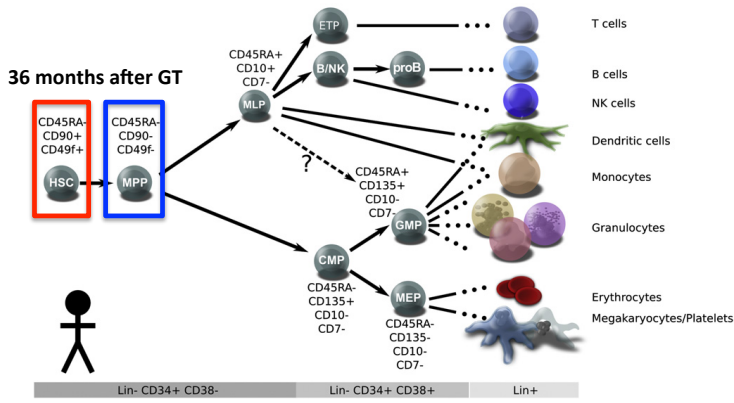 36 months after GT
CD45RA-
CD90+
CD49f+
HSC
CD45RA-
CD90-
CD49f-
MPP
CD45RA+
CD10+
CD7-
MLP
ETP
B/NK
proB
?
CD45RA+
CD135+
CD10-
CD7-
GMP
CMP
CD45RA-
CD135+
CD10-
CD7-
MEP
CD45RA-
CD135-
CD10-
CD7-
T cells
B cells
NK cells
Dendritic cells
Monocytes
Granulocytes
Erythrocytes
Megakaryocytes/Platelets
Lin- CD34+ CD38-
Lin- CD34+ CD38+
Lin+